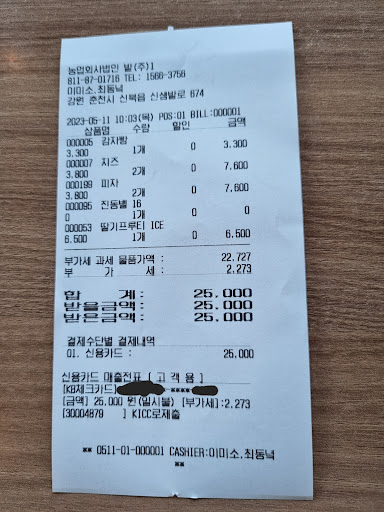 농업회사법인 밭(주)1
811-87-01716 TEL: 1566-3756
이미소,최동녘
강원 춘천시 신북읍 신샘밭로 674
2023-05-11 10:03(목) POS:01 BILL:000001
상품명 수량 할인 금액
000005 감자빵
3.300 1개 0 3.300
000007 치즈
3.800 2개 0 7.600
000199 피자
3.800 2개 0 7.600
000095 진동벨 16
0 1개 0 0
000053 딸기프루티 ICE
6.500 1개 0 6.500
부가세 과세 물품가액 : 22.727
부 가 세 : 2.273
합 계: 25.000
받을금액: 25.000
받은금액: 25.000
결제수단별 결제내역
01. 신용카드 : 25,000
신용카드 매출전표 [ 고 객 용 ]
[KB체크카드] ****
[금액] 25,000 원(일시불) [부가세]:2,273
[30004879 ] KICC로제출
** 0511-01-000001 CASHIER:이미소,최동녘
**